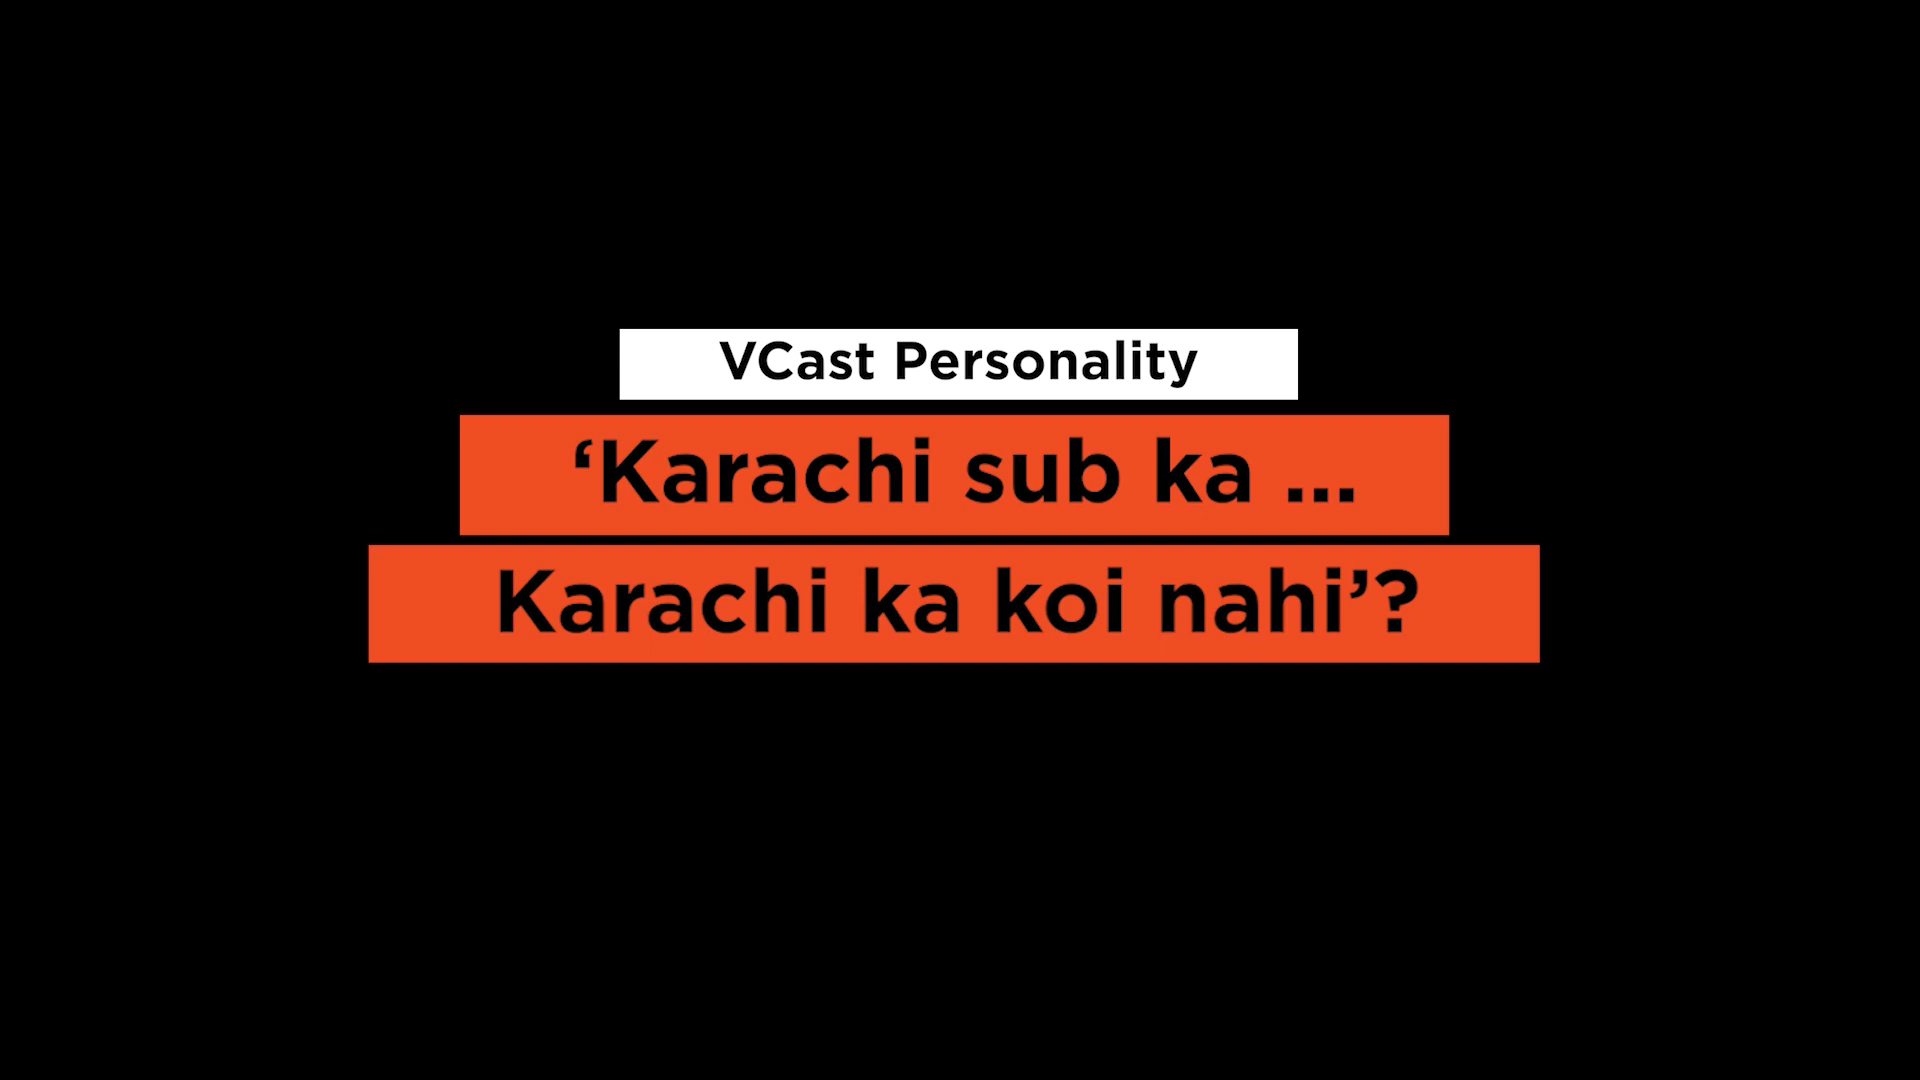 VCast Personality
‘Karachi sub ka ...
Karachi ka koi nahi’?